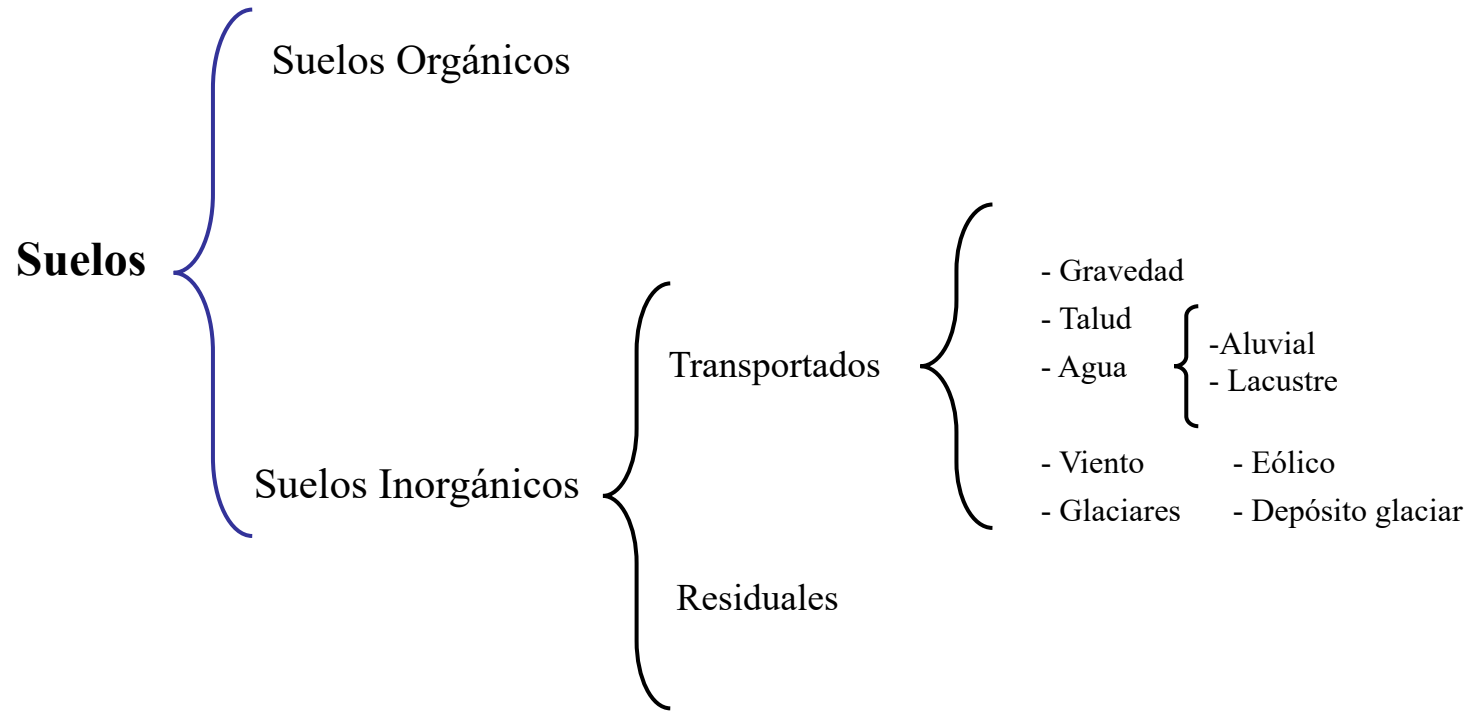 Suelos
Suelos Orgánicos
Suelos Inorgánicos
Transportados
- Gravedad
- Talud
- Agua
-Aluvial
- Lacustre
- Viento - Eólico
- Glaciares - Depósito glaciar
Residuales